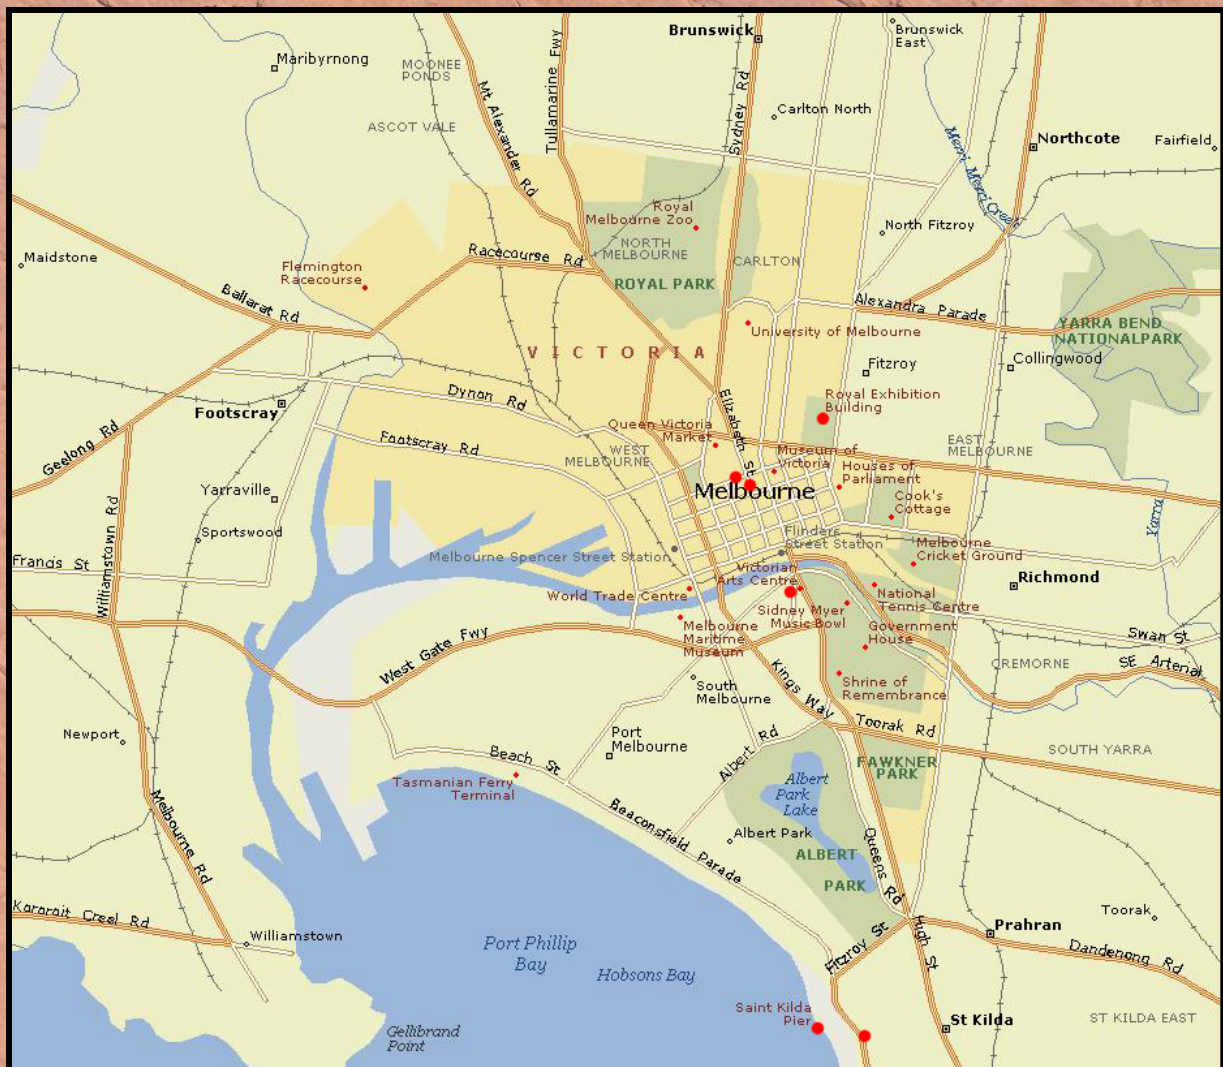 Brunswick
Brunswick
East
Maribyrnong
MOONEE
PONDS
Tullamarine Fwy
Mt Alexander Rd
Sydney Rd
Carlton North
ASCOT VALE
Merri Merri Creek
Northcote
Fairfield
Royal
Melbourne Zoo
North Fitzroy
NORTH
MELBOURNE
Racecourse Rd
CARLTON
Maidstone
Flemington
Racecourse
ROYAL PARK
Ballarat Rd
Alexandra Parade
University of Melbourne
YARRA BEND
NATIONALPARK
VICTORIA
Fitzroy
Collingwood
Dynon Rd
Elizabeth St
Royal Exhibition
Building
Footscray
Queen Victoria
Market
Geelong Rd
Footscray Rd
WEST
MELBOURNE
Museum of
Victoria
EAST
MELBOURNE
Houses of
Parliament
Yarraville
Melbourne
Cook's
Cottage
Williamstown Rd
Sportswood
Flinders
Street Station
Yarra
Melbourne Spencer Street Station
Melbourne
Cricket Ground
Francis St
Victorian
Arts Centre
Richmond
World Trade Centre
National
Tennis Centre
Sidney Myer
Music Bowl
Melbourne
Maritime
Museum
Government
House
Swan St
West Gate Fwy
CREMORNE
SE Arterial
Kings Way
South
Melbourne
Shrine of
Remembrance
Newport
Port
Melbourne
Albert Rd
Toorak Rd
Beach St
SOUTH YARRA
FAWKNER
PARK
Tasmanian Ferry
Terminal
Albert
Park
Lake
Melbourne Rd
Beaconsfield Parade
Albert Park
Queens Rd
ALBERT
PARK
Kororoit Creel Rd
Williamstown
Toorak
Prahran
Fitzroy St
High St
Dandenong Rd
Port Phillip
Bay
Hobsons Bay
Saint Kilda
Pier
St Kilda
ST KILDA EAST
Gellibrand
Point